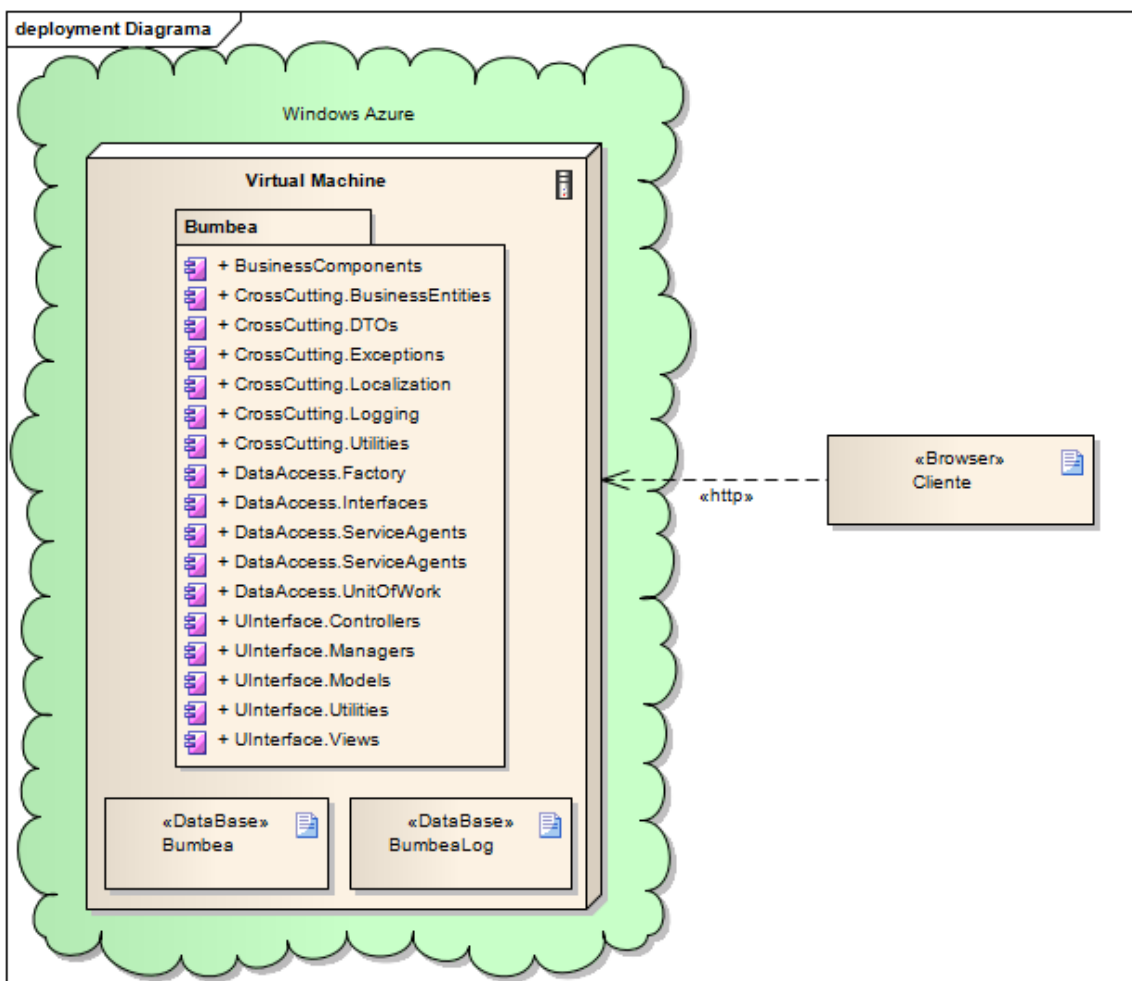 deployment Diagrama
Windows Azure
Virtual Machine
Bumbea
+ BusinessComponents
+ CrossCutting.BusinessEntities
+ CrossCutting.DTOs
+ CrossCutting.Exceptions
+ CrossCutting.Localization
+ CrossCutting.Logging
+ CrossCutting.Utilities
+ DataAccess.Factory
+ DataAccess.Interfaces
+ DataAccess.ServiceAgents
+ DataAccess.ServiceAgents
+ DataAccess.UnitOfWork
+ UInterface.Controllers
+ UInterface.Managers
+ UInterface.Models
+ UInterface.Utilities
+ UInterface.Views
«DataBase»
Bumbea
«DataBase»
BumbeaLog
«http»
«Browser»
Cliente